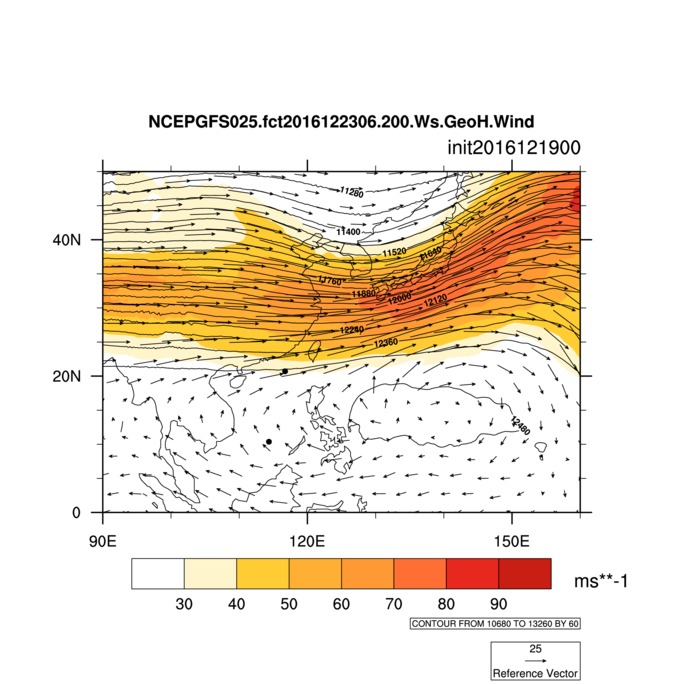 NCEPGFS025.fct2016122306.200.Ws.GeoH.Wind
init2016121900
11280
11400
11520
11640
11760
11880
12000
12120
12240
12360
12480
40N
20N
0
90E 120E 150E
30 40 50 60 70 80 90
ms**-1
CONTOUR FROM 10680 TO 13260 BY 60
25
Reference Vector